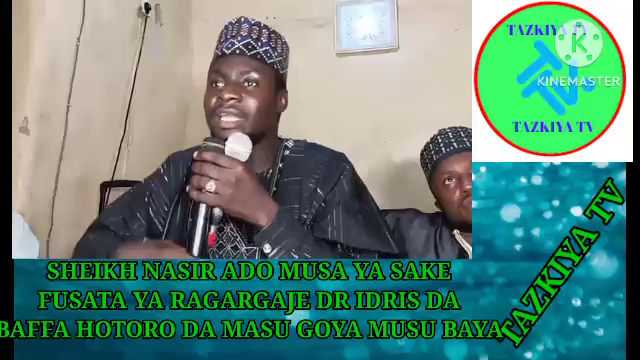 TAZKIYA TV
KINEMASTER
TAZKIYA TV
TAZKIYA TV
SHEIKH NASIR ADO MUSA YA SAKE
FUSATA YA RAGARGAJE DR IDRIS DA
BAFFA HOTORO DA MASU GOYA MUSU BAYA